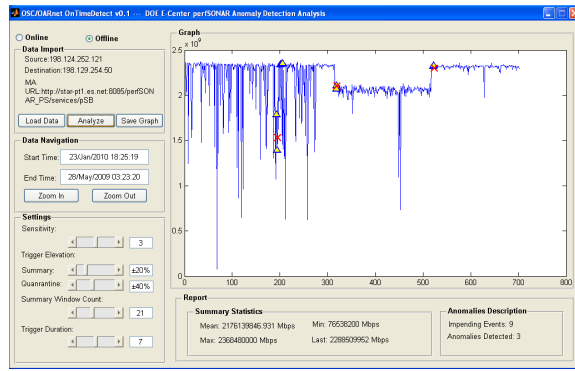 OSC/OARnet OnTimeDetect v0.1 --- DOE E-Center perfSONAR Anomaly Detection Analysis
Online
Offline
Data Import
Source:198.124.252.121
Destination:198.129.254.50
MA
URL:http://star-pt1.es.net:8085/perfSON
AR_PS/services/pSB
Load Data
Analyze
Save Graph
Data Navigation
Start Time:
23/Jan/2010 18:25:19
End Time:
28/May/2009 03:23:20
Zoom In
Zoom Out
Settings
Sensitivity:
3
Trigger Elevation:
Summary:
±20%
Quanrantine:
±40%
Summary Window Count:
21
Trigger Duration:
7
Graph
x 10^9
2.5
2
1.5
1
0.5
0
0 100 200 300 400 500 600 700 800
Report
Summary Statistics
Mean: 2176139846.931 Mbps
Min: 76538200 Mbps
Max: 2368480000 Mbps
Last: 2288509952 Mbps
Anomalies Description
Impending Events: 9
Anomalies Detected: 3